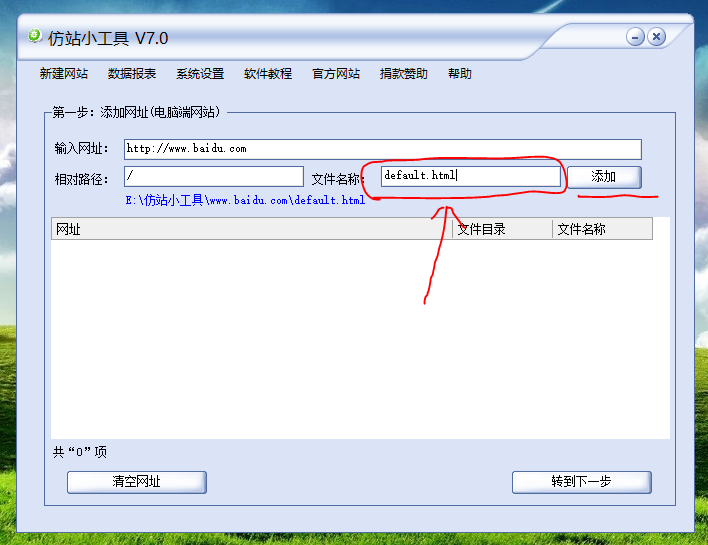 仿站小工具 V7.0
新建网站 数据报表 系统设置 软件教程 官方网站 捐款赞助 帮助
第一步：添加网址(电脑端网站)
输入网址： http://www.baidu.com
相对路径： / 文件名称： default.html 添加
E:\仿站小工具\www.baidu.com\default.html
网址 文件目录 文件名称
共“0”项
清空网址 转到下一步